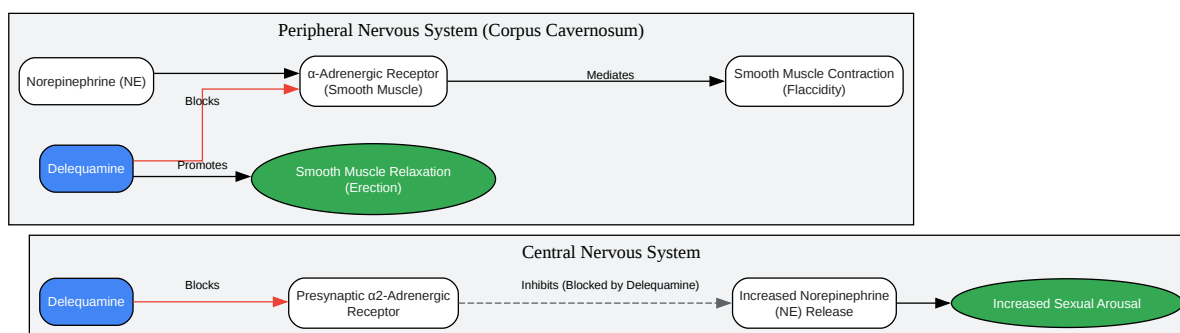 Peripheral Nervous System (Corpus Cavernosum)
Norepinephrine (NE)
α-Adrenergic Receptor
(Smooth Muscle)
Mediates
Smooth Muscle Contraction
(Flaccidity)
Blocks
Delequamine
Promotes
Smooth Muscle Relaxation
(Erection)
Central Nervous System
Delequamine
Blocks
Presynaptic α2-Adrenergic
Receptor
Inhibits (Blocked by Delequamine)
Increased Norepinephrine
(NE) Release
Increased Sexual Arousal